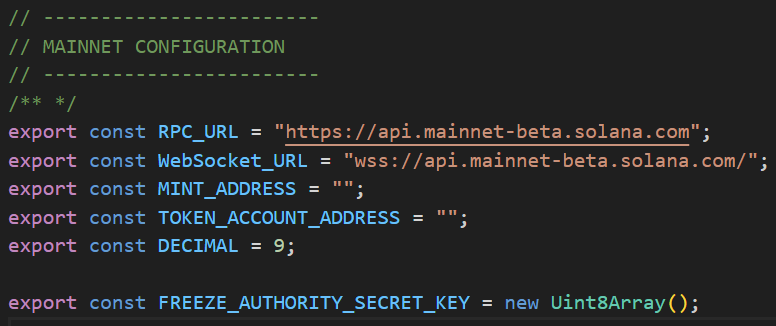 // ------------------------
// MAINNET CONFIGURATION
// ------------------------
/** */
export const RPC_URL = "https://api.mainnet-beta.solana.com";
export const WebSocket_URL = "wss://api.mainnet-beta.solana.com/";
export const MINT_ADDRESS = "";
export const TOKEN_ACCOUNT_ADDRESS = "";
export const DECIMAL = 9;
export const FREEZE_AUTHORITY_SECRET_KEY = new Uint8Array();